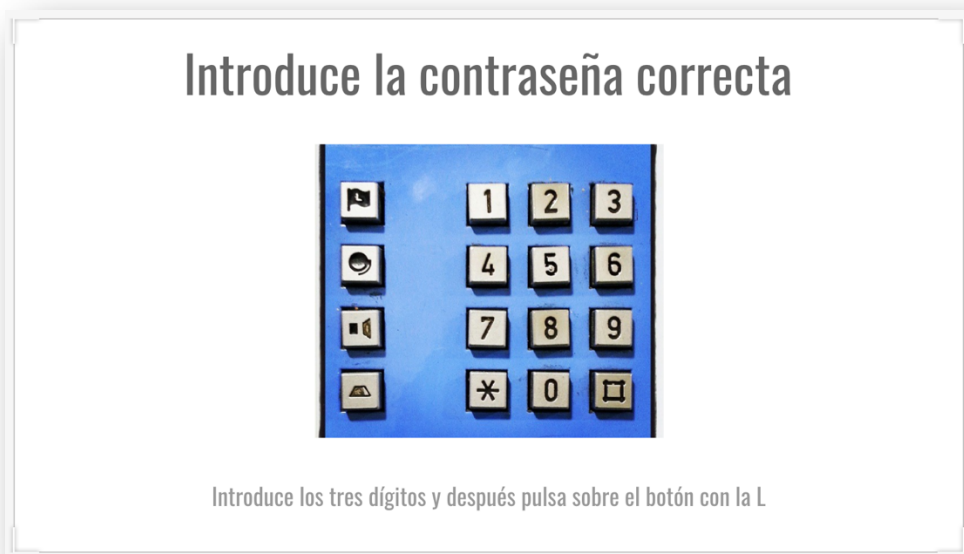 Introduce la contraseña correcta
L 1 2 3
4 5 6
7 8 9
* 0
Introduce los tres dígitos y después pulsa sobre el botón con la L